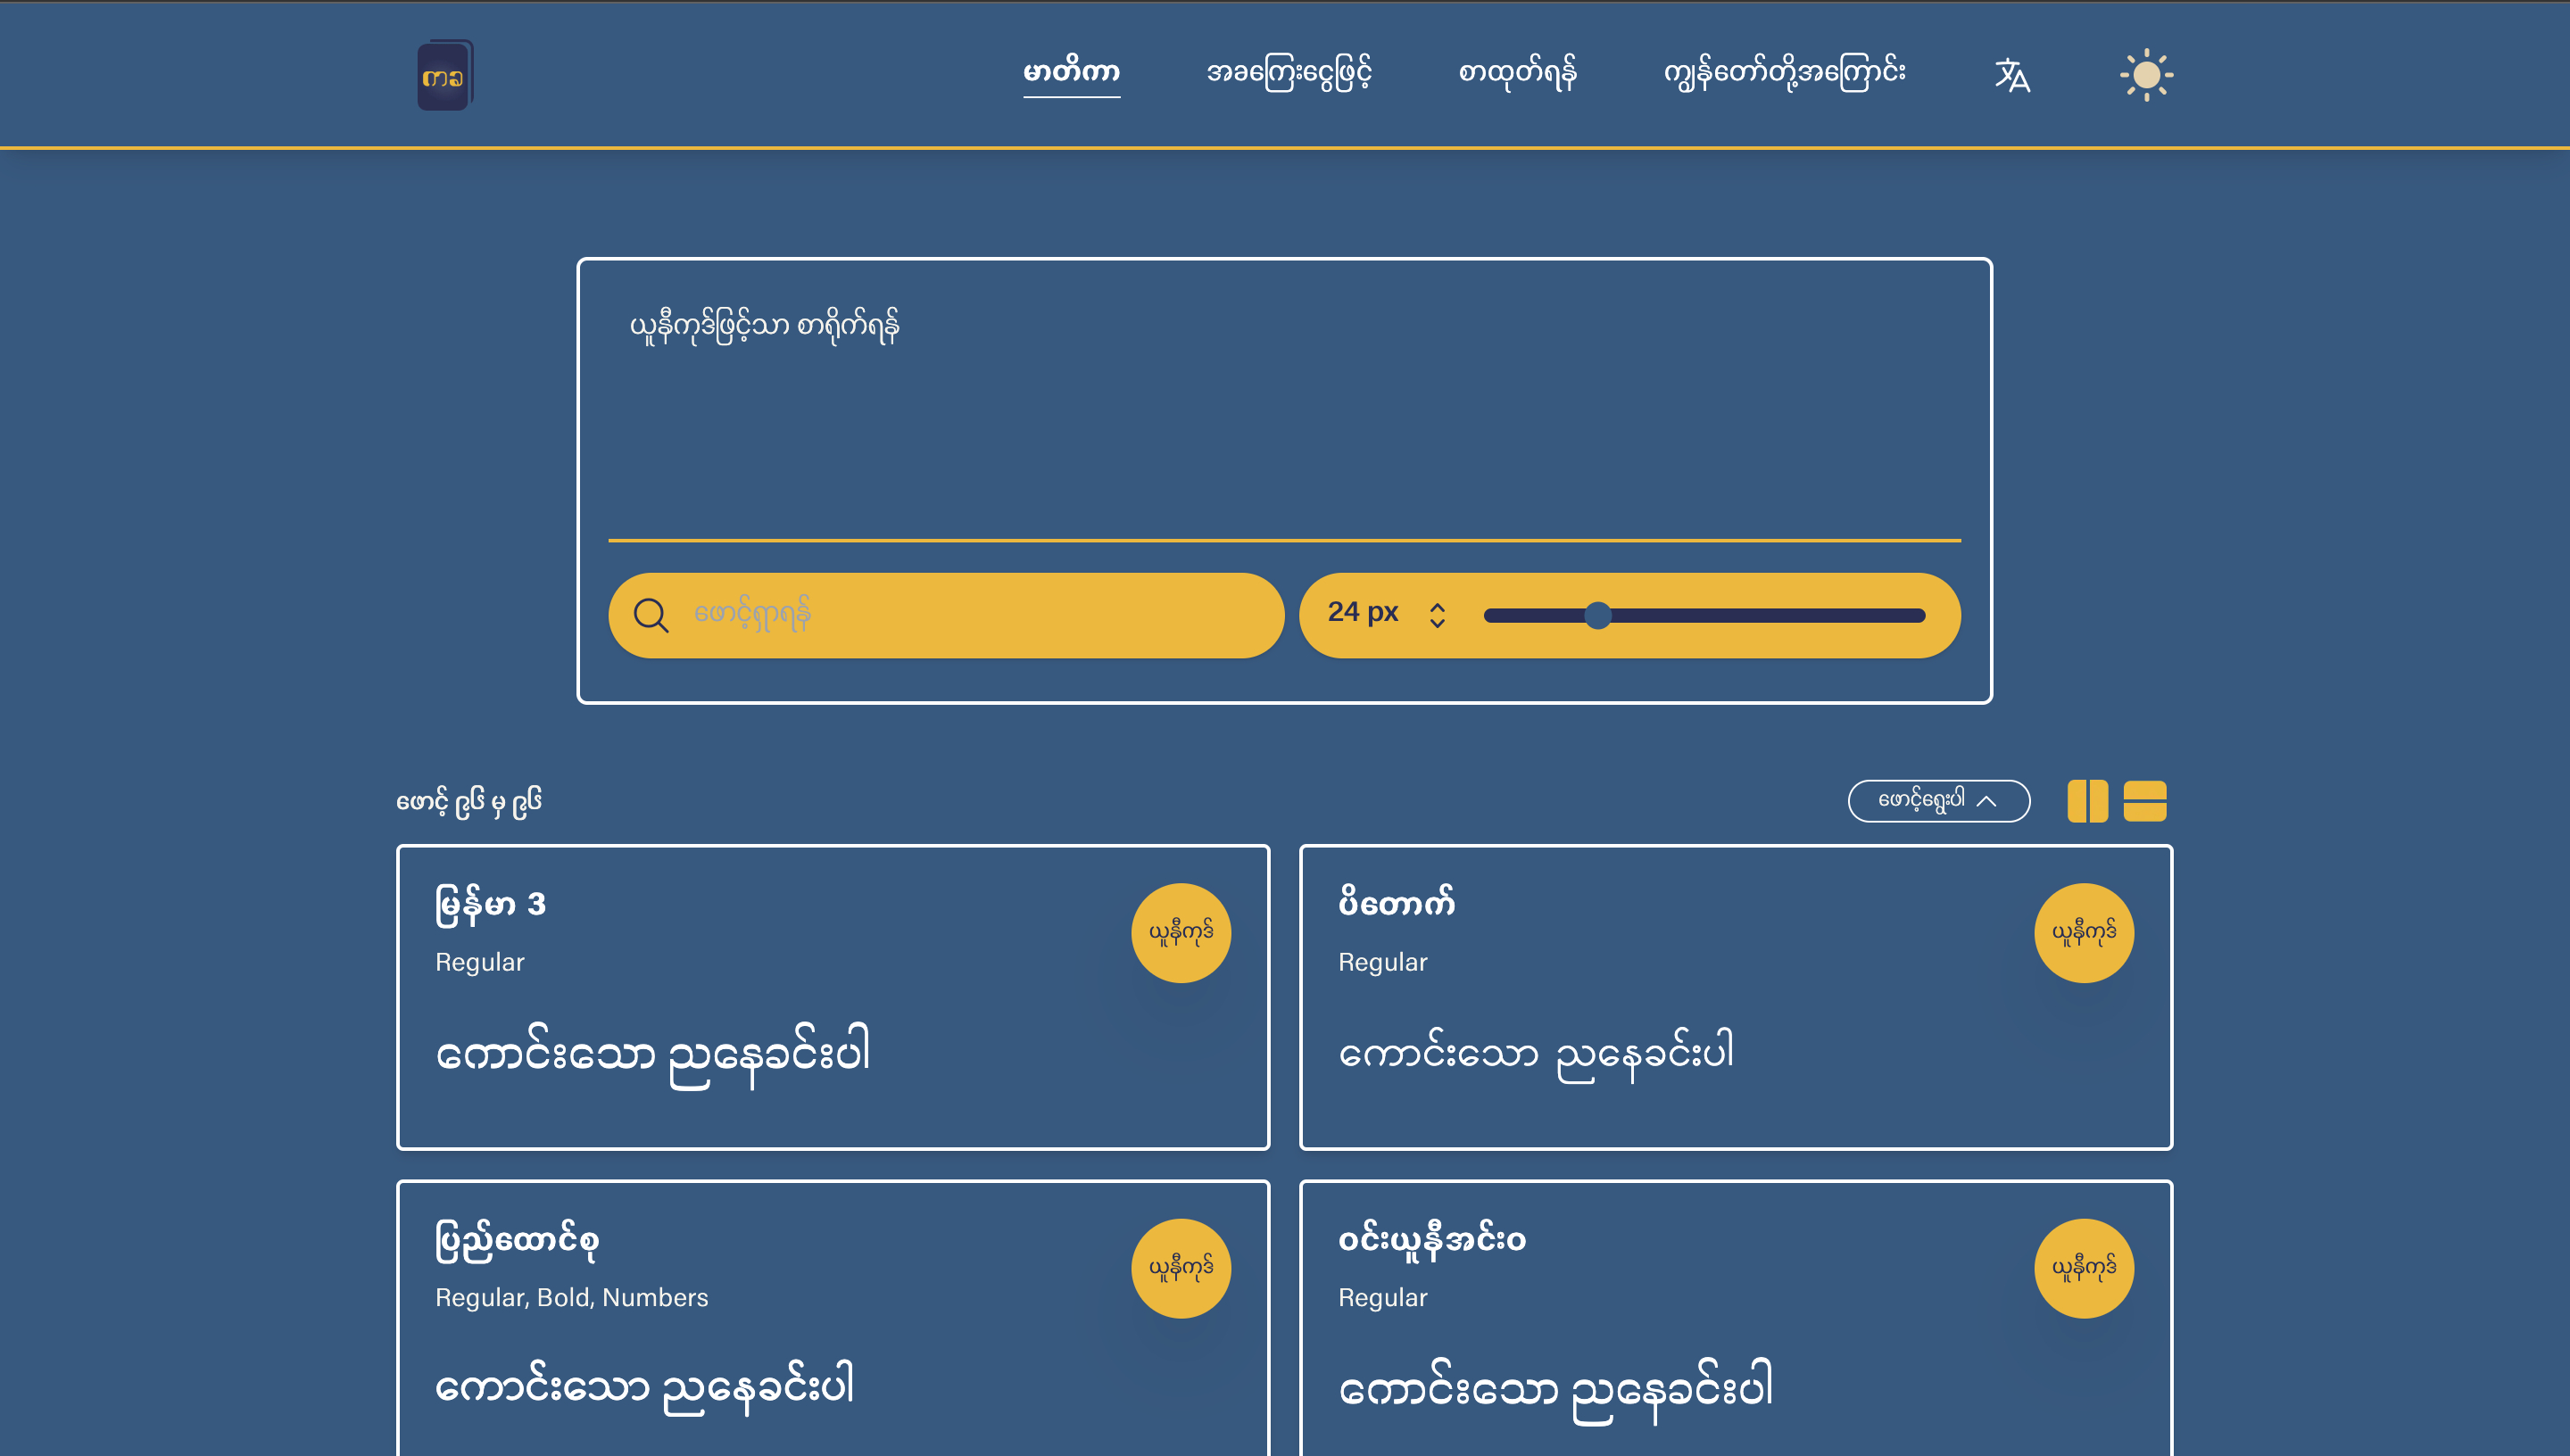 ကခ
မာတိကာ
အခကြေးငွေဖြင့်
စာထုတ်ရန်
ကျွန်တော်တို့အကြောင်း
ယူနီကုဒ်ဖြင့်သာ စာရိုက်ရန်
ဖောင့်ရှာရန်
24 px
ဖောင့် ၉၆ မှ ၉၆
ဖောင့်ရွေးပါ
မြန်မာ 3
ယူနီကုဒ်
Regular
ကောင်းသော ညနေခင်းပါ
ပိတောက်
ယူနီကုဒ်
Regular
ကောင်းသော ညနေခင်းပါ
ပြည်ထောင်စု
ယူနီကုဒ်
Regular, Bold, Numbers
ကောင်းသော ညနေခင်းပါ
ဝင်းယူနီအင်းဝ
ယူနီကုဒ်
Regular
ကောင်းသော ညနေခင်းပါ